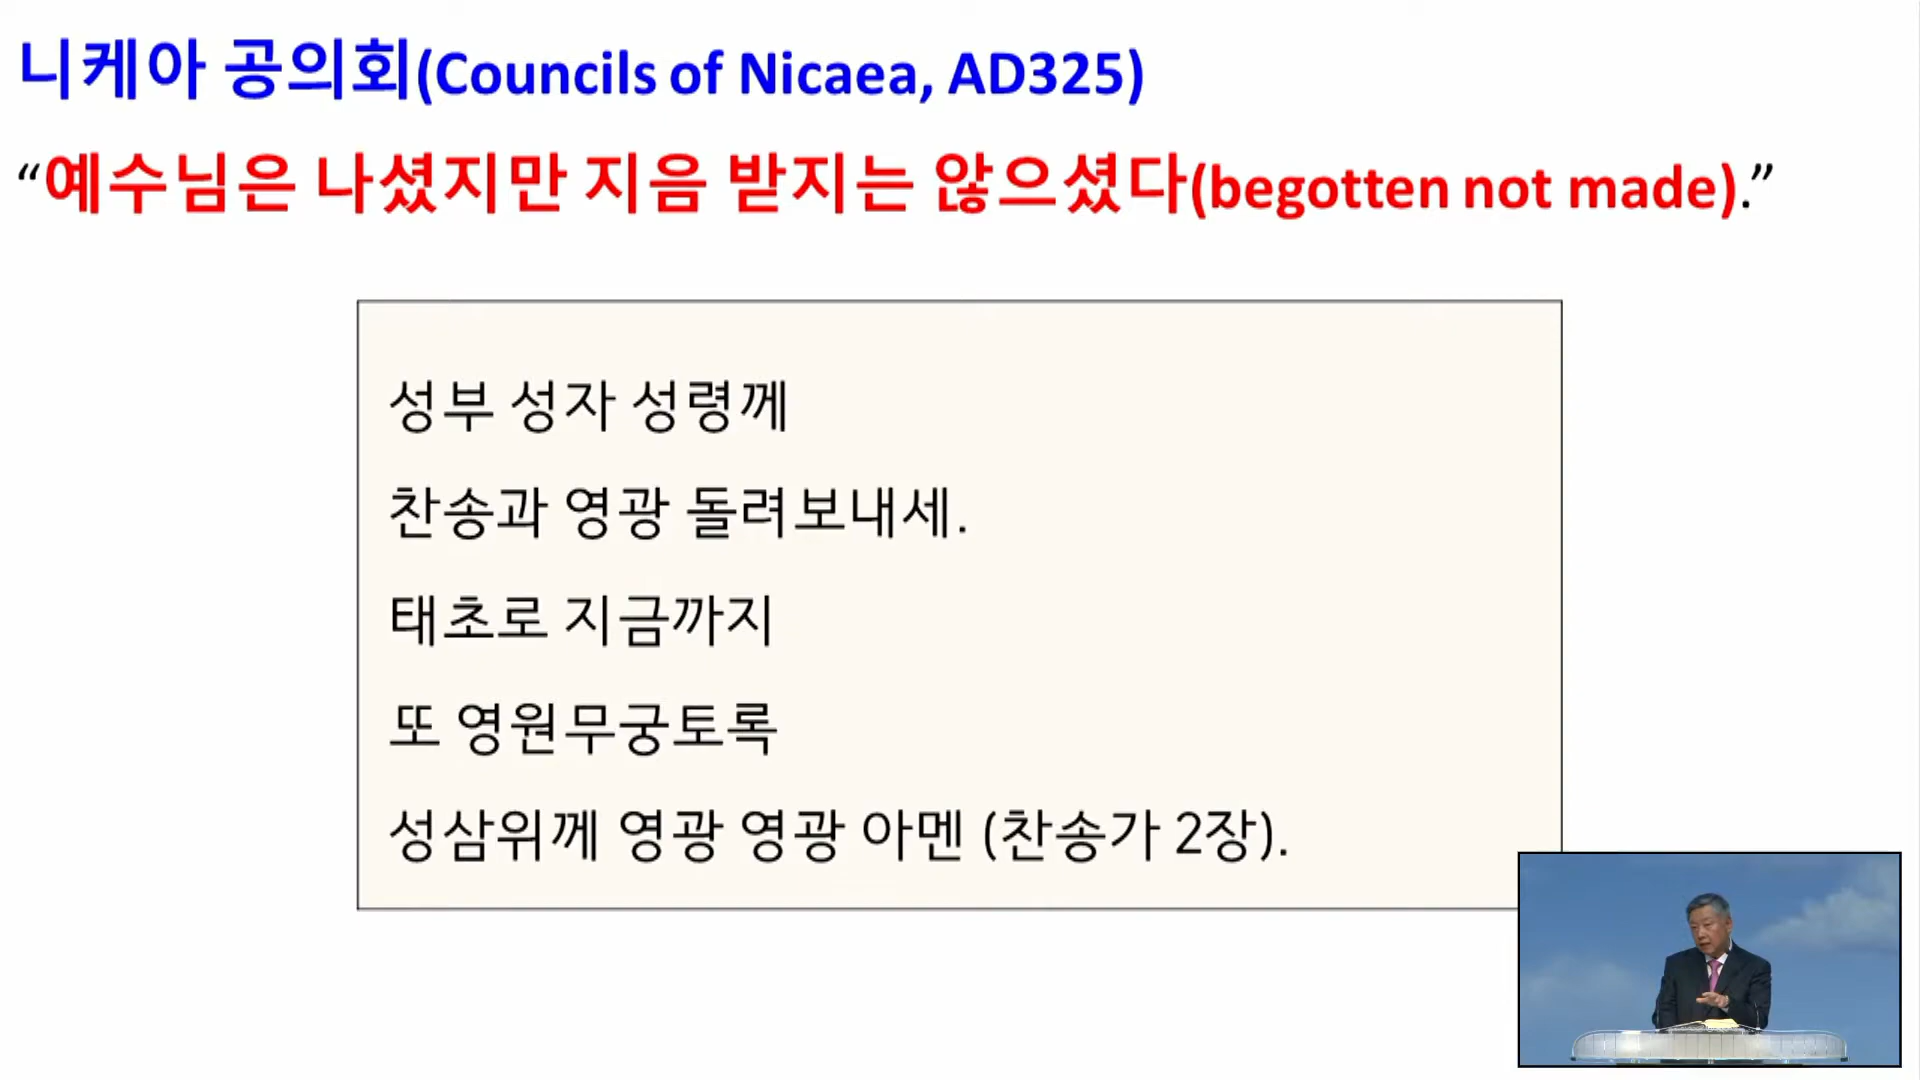 니케아 공의회(Councils of Nicaea, AD325)
“예수님은 나셨지만 지음 받지는 않으셨다(begotten not made).”
성부 성자 성령께
찬송과 영광 돌려보내세.
태초로 지금까지
또 영원무궁토록
성삼위께 영광 영광 아멘 (찬송가 2장).